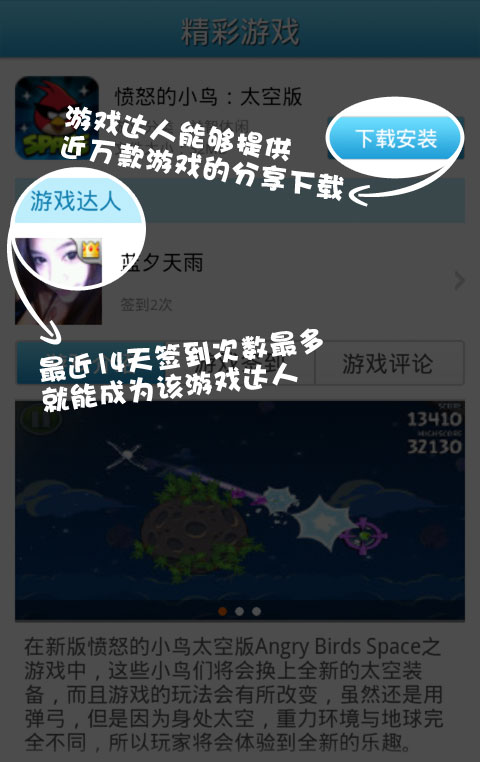 精彩游戏
愤怒的小鸟：太空版
游戏达人能够提供
近万款游戏的分享下载
下载安装
游戏达人
蓝夕天雨
签到2次
最近14天签到次数最多
就能成为该游戏达人
游戏评论
13410
HIGHSCORE
32130
在新版愤怒的小鸟太空版Angry Birds Space之
游戏中，这些小鸟们将会换上全新的太空装
备，而且游戏的玩法会有所改变，虽然还是用
弹弓，但是因为身处太空，重力环境与地球完
全不同，所以玩家将会体验到全新的乐趣。